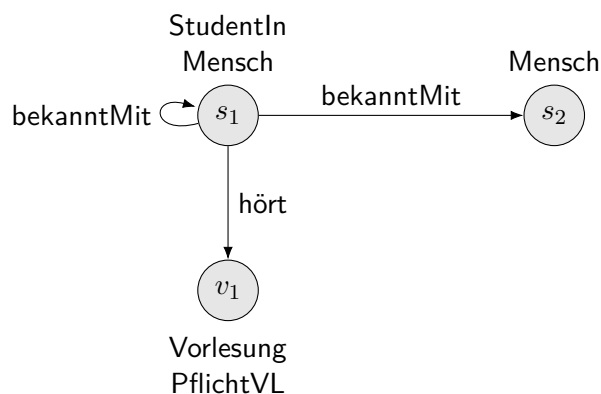 StudentIn
Mensch
Mensch
bekanntMit
bekanntMit
s₁
s₂
hört
v₁
Vorlesung
PflichtVL